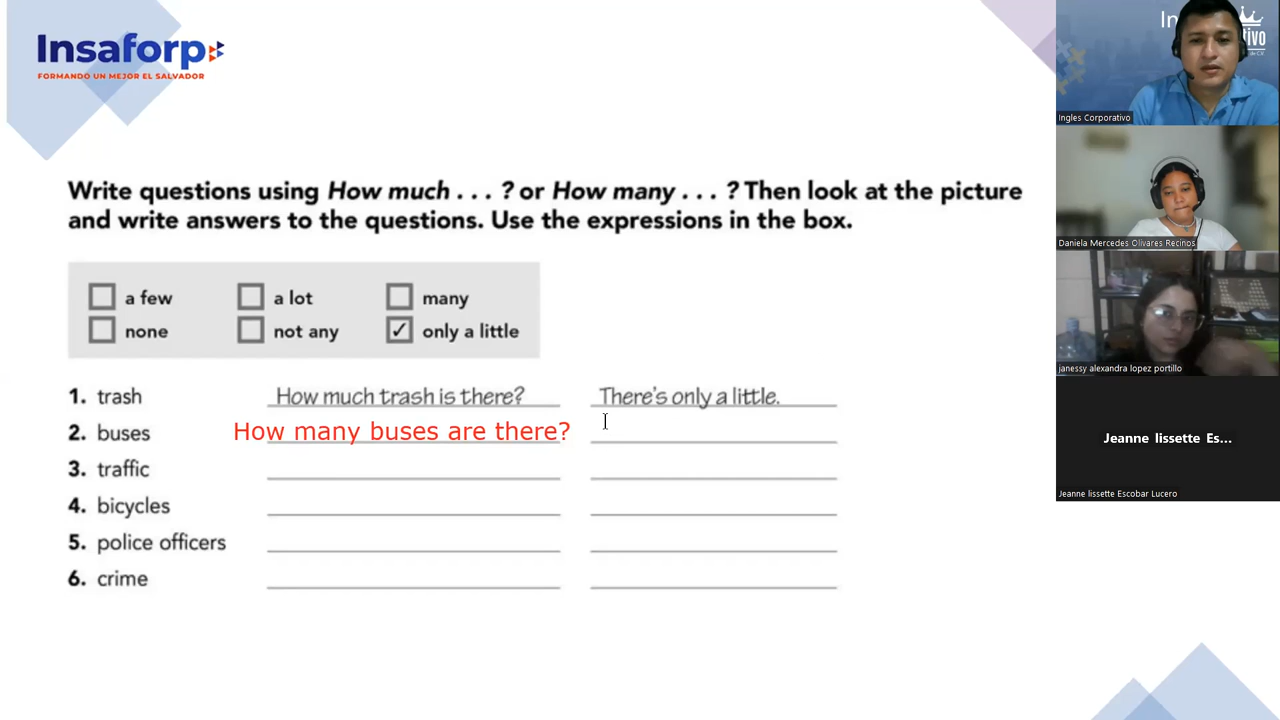 Insaforp
FORMANDO UN MEJOR EL SALVADOR
Write questions using How much . . . ? or How many . . . ? Then look at the picture
and write answers to the questions. Use the expressions in the box.
a few a lot many
none not any ✓ only a little
1. trash How much trash is there? There's only a little.
2. buses How many buses are there?
3. traffic
4. bicycles
5. police officers
6. crime
In
Ingles Corporativo
Daniela Mercedes Olivares Recinos
janessy alexandra lopez portillo
Jeanne lissette Es...
Jeanne lissette Escobar Lucero